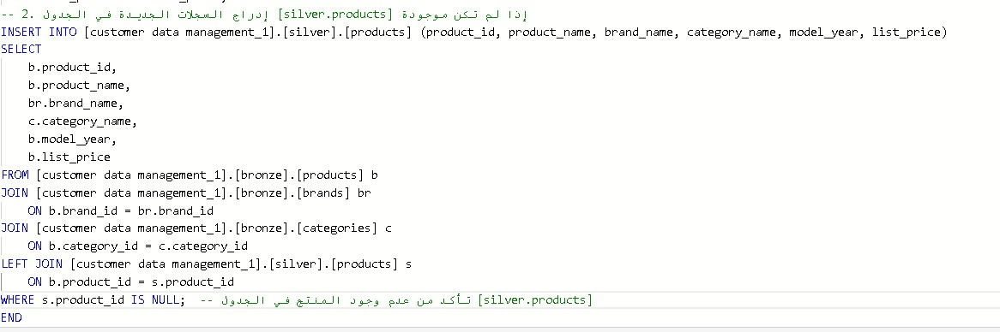 -- 2. إدراج السجلات الجديدة في الجدول [silver.products] إذا لم تكن موجودة
INSERT INTO [customer data management_1].[silver].[products] (product_id, product_name, brand_name, category_name, model_year, list_price)
SELECT
b.product_id,
b.product_name,
br.brand_name,
c.category_name,
b.model_year,
b.list_price
FROM [customer data management_1].[bronze].[products] b
JOIN [customer data management_1].[bronze].[brands] br
ON b.brand_id = br.brand_id
JOIN [customer data management_1].[bronze].[categories] c
ON b.category_id = c.category_id
LEFT JOIN [customer data management_1].[silver].[products] s
ON b.product_id = s.product_id
WHERE s.product_id IS NULL;  -- تأكد من عدم وجود المنتج في الجدول [silver.products]
END